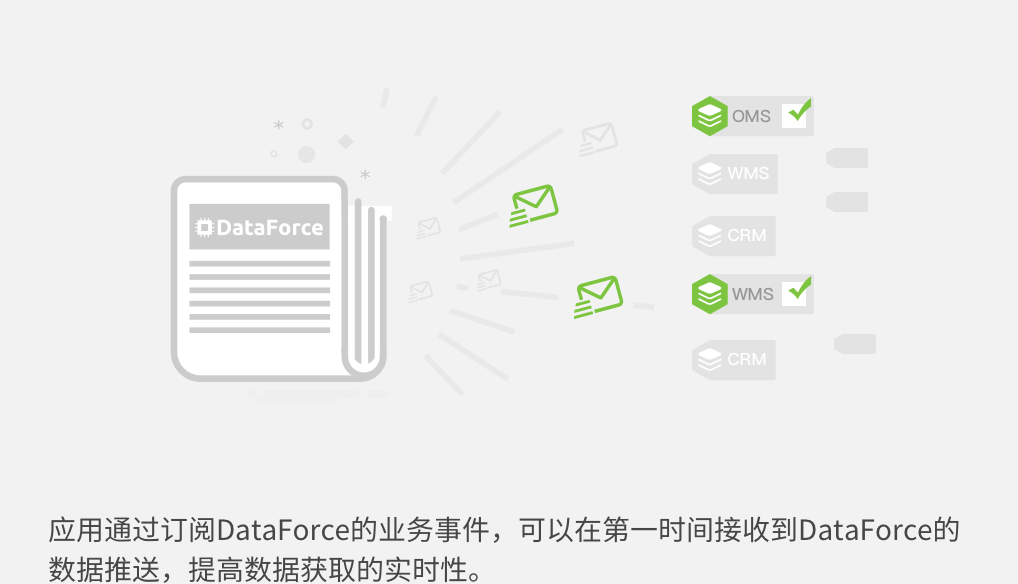 OMS
WMS
DataForce
CRM
WMS
CRM
应用通过订阅DataForce的业务事件，可以在第一时间接收到DataForce的
数据推送，提高数据获取的实时性。